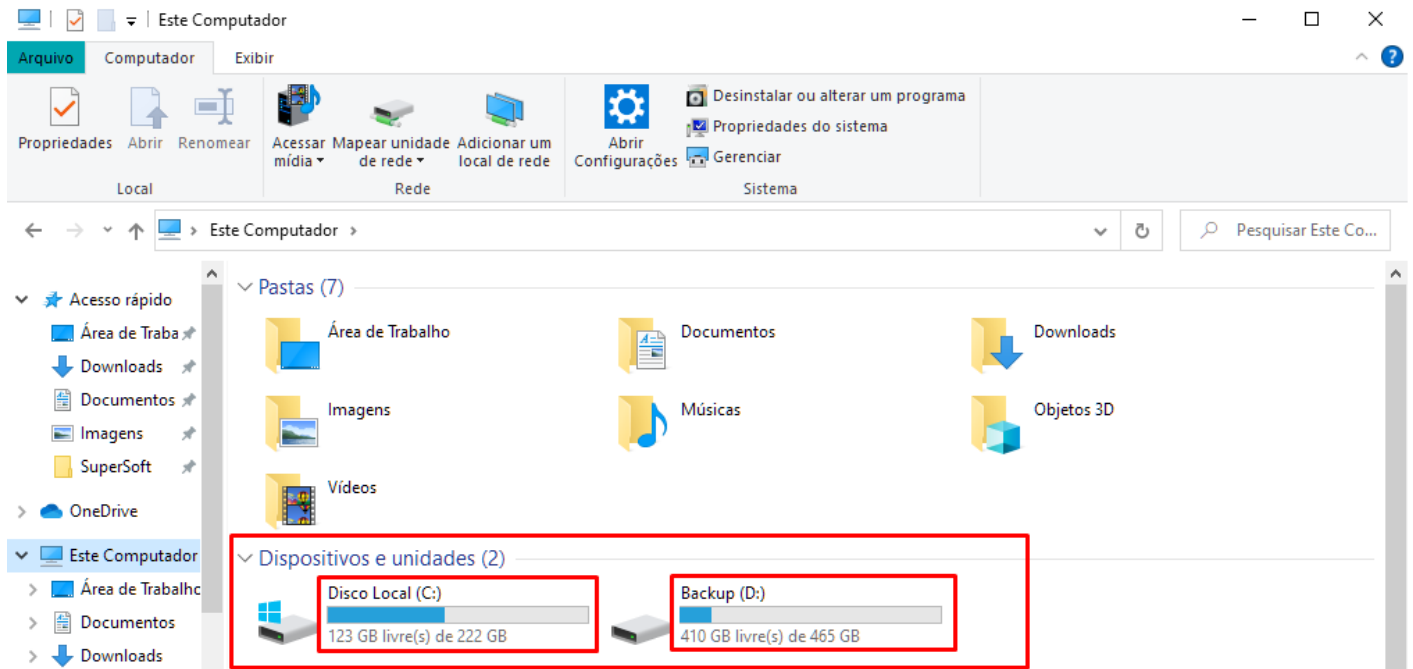 Este Computador
Arquivo Computador Exibir
Propriedades Abrir Renomear
Local
Acessar mídia
Mapear unidade de rede
Adicionar um local de rede
Rede
Abrir Configurações
Desinstalar ou alterar um programa
Propriedades do sistema
Gerenciar
Sistema
Este Computador
Pesquisar Este Co...
Acesso rápido
Área de Traba
Downloads
Documentos
Imagens
SuperSoft
OneDrive
Este Computador
Área de Trabalho
Documentos
Downloads
Pastas (7)
Área de Trabalho
Documentos
Downloads
Imagens
Músicas
Objetos 3D
Vídeos
Dispositivos e unidades (2)
Disco Local (C:)
123 GB livre(s) de 222 GB
Backup (D:)
410 GB livre(s) de 465 GB